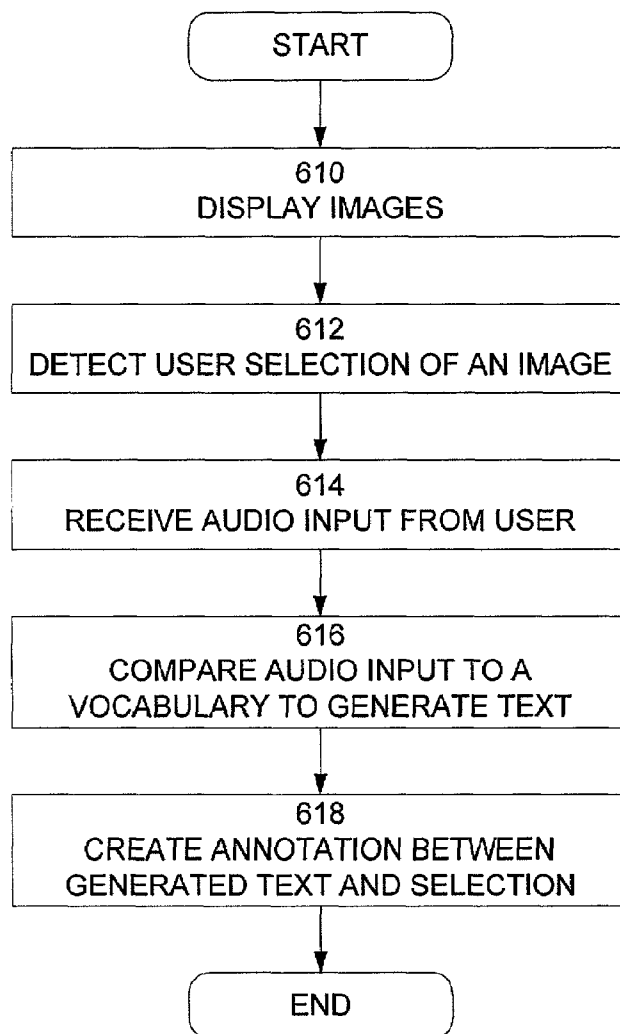 START
610
DISPLAY IMAGES
612
DETECT USER SELECTION OF AN IMAGE
614
RECEIVE AUDIO INPUT FROM USER
616
COMPARE AUDIO INPUT TO A
VOCABULARY TO GENERATE TEXT
618
CREATE ANNOTATION BETWEEN
GENERATED TEXT AND SELECTION
END